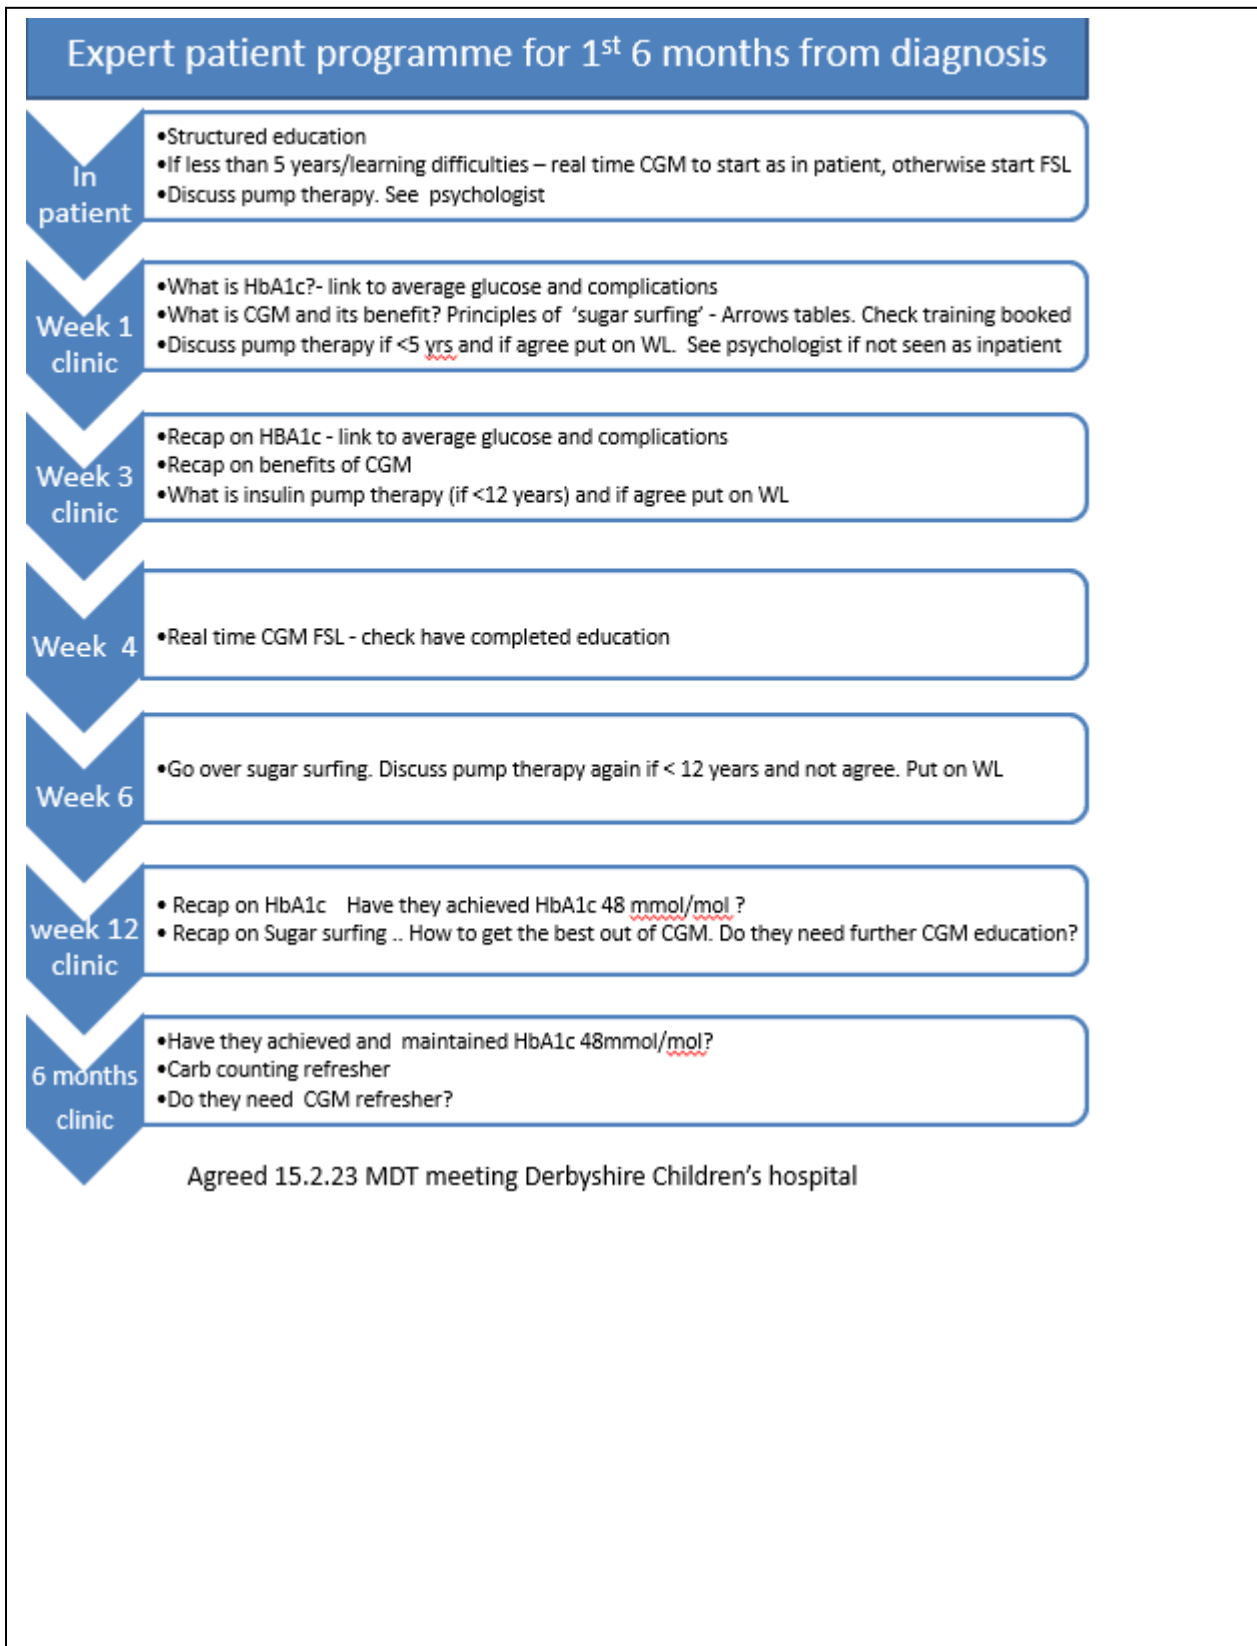 Expert patient programme for 1st 6 months from diagnosis
In
patient
•Structured education
•If less than 5 years/learning difficulties – real time CGM to start as in patient, otherwise start FSL
•Discuss pump therapy. See  psychologist
Week 1
clinic
•What is HbA1c?- link to average glucose and complications
•What is CGM and its benefit? Principles of  ‘sugar surfing’ - Arrows tables. Check training booked
•Discuss pump therapy if <5 yrs and if agree put on WL.  See psychologist if not seen as inpatient
Week 3
clinic
•Recap on HBA1c - link to average glucose and complications
•Recap on benefits of CGM
•What is insulin pump therapy (if <12 years) and if agree put on WL
Week  4
•Real time CGM FSL - check have completed education
Week 6
•Go over sugar surfing. Discuss pump therapy again if < 12 years and not agree. Put on WL
week 12
clinic
• Recap on HbA1c    Have they achieved HbA1c 48 mmol/mol ?
• Recap on Sugar surfing .. How to get the best out of CGM. Do they need further CGM education?
6 months
clinic
•Have they achieved and  maintained HbA1c 48mmol/mol?
•Carb counting refresher
•Do they need  CGM refresher?
Agreed 15.2.23 MDT meeting Derbyshire Children’s hospital